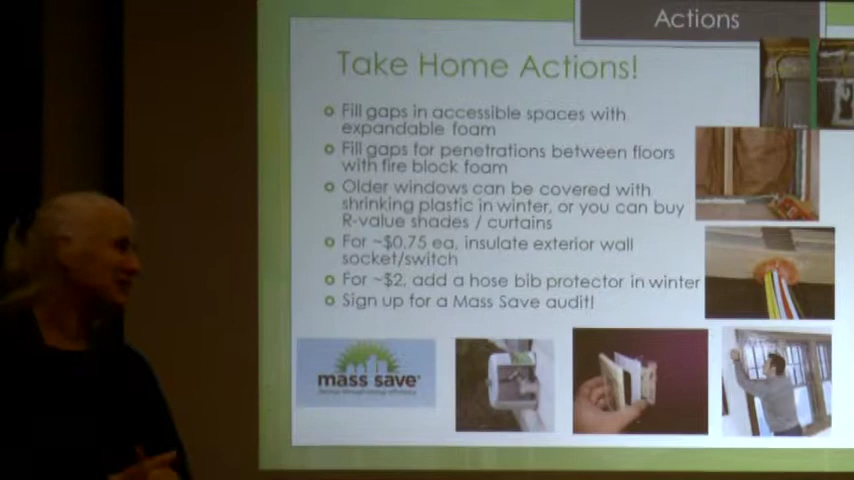 Actions
Take Home Actions!
Fill gaps in accessible spaces with
expandable foam
Fill gaps for penetrations between floors
with fire block foam
Older windows can be covered with
shrinking plastic in winter, or you can buy
R-value shades / curtains
For ~$0.75 ea, insulate exterior wall
socket/switch
For ~$2, add a hose bib protector in winter
Sign up for a Mass Save audit!
mass save